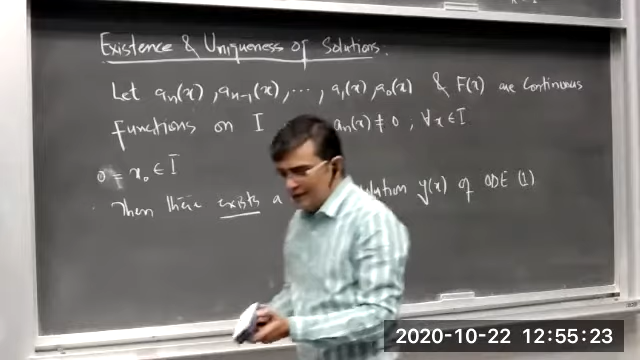 Existence & Uniqueness of Solutions.
Let aₙ(x), aₙ₋₁(x), ..., a₁(x), a₀(x) & F(x) are continuous
functions on I aₙ(x) ≠ 0, ∀x ∈ I
0 = x₀ ∈ I
Then there exists a solution y(x) of ODE (1)
2020-10-22 12:55:23